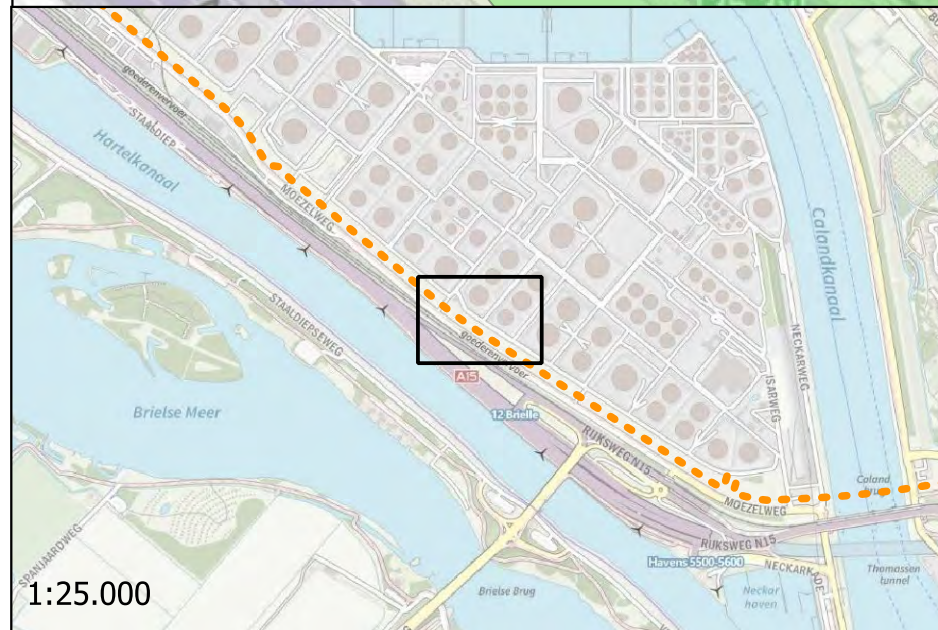 goederenvervoer
STAALDIEP
Hartelkanaal
MOEZELWEG
Calandkanaal
STAALDIEPSEWEG
goederenvervoer
NECKARWEG
ISARWEG
A15
Brielse Meer
12 Brielle
RIJKSWEG N15
Caland
MOEZELWEG
SPANJAARDWEG
RIJKSWEG N15
Havens 5500-5600
NECKARKADE
Thomassen
tunnel
1:25.000
Brielse Brug
Neckar
haven